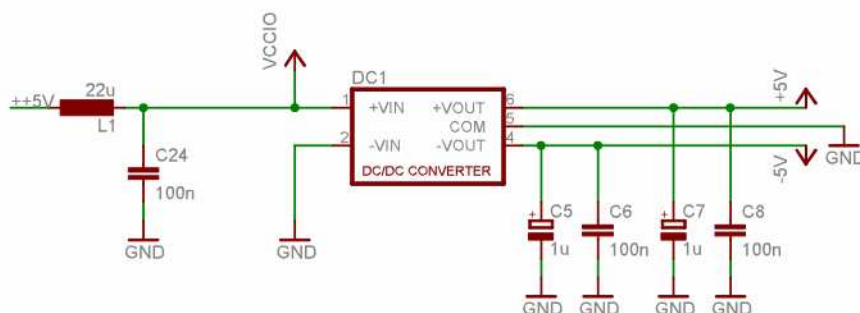 VCCIO
22u
++5V
L1
C24
100n
GND
GND
DC1
1 +VIN +VOUT 6
COM 5
2 -VIN -VOUT 4
DC/DC CONVERTER
+5V
-5V
GND
+ C5
1u
GND
C6
100n
GND
+ C7
1u
GND
C8
100n
GND